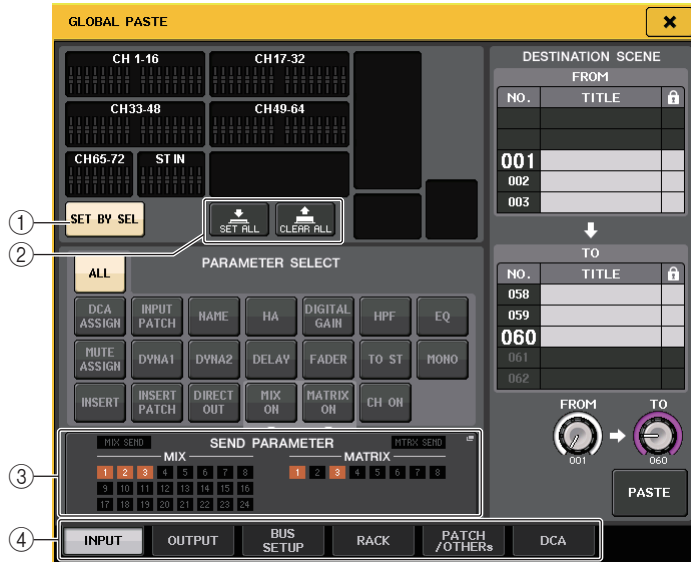 GLOBAL PASTE
CH 1-16
CH17-32
CH33-48
CH49-64
CH65-72
ST IN
① SET BY SEL
② SET ALL
CLEAR ALL
ALL
PARAMETER SELECT
DCA ASSIGN
INPUT PATCH
NAME
HA
DIGITAL GAIN
HPF
EQ
MUTE ASSIGN
DYNA1
DYNA2
DELAY
FADER
TO ST
MONO
INSERT
INSERT PATCH
DIRECT OUT
MIX ON
MATRIX ON
CH ON
③
MIX SEND
SEND PARAMETER
MTRX SEND
MIX
MATRIX
1 2 3 4 5 6 7 8
1 2 3 4 5 6 7 8
9 10 11 12 13 14 15 16
17 18 19 20 21 22 23 24
④
INPUT
OUTPUT
BUS SETUP
RACK
PATCH /OTHERs
DCA
DESTINATION SCENE
FROM
NO. TITLE
001
002
003
TO
NO. TITLE
058
059
060
061
062
FROM
TO
001
060
PASTE